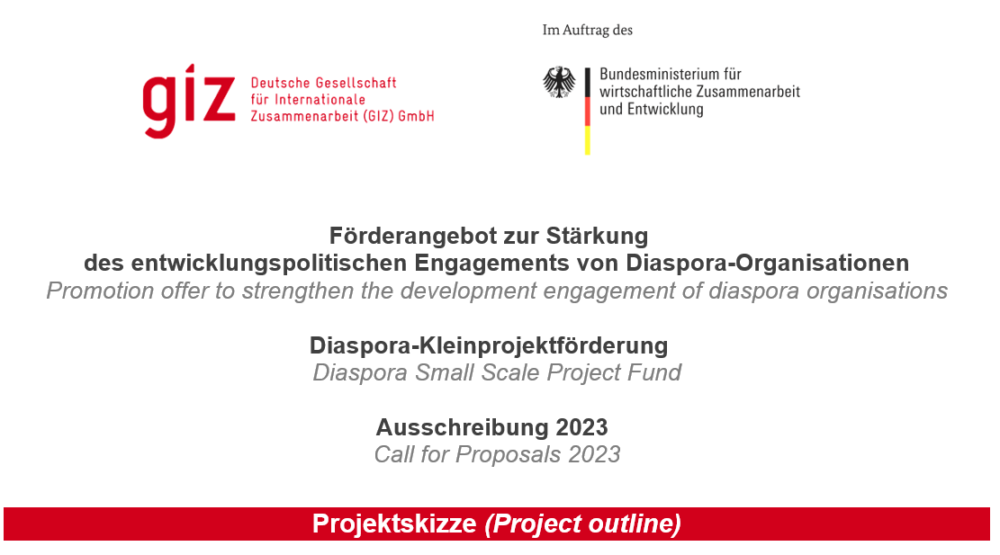 Im Auftrag des
giz
Deutsche Gesellschaft
für Internationale
Zusammenarbeit (GIZ) GmbH
Bundesministerium für
wirtschaftliche Zusammenarbeit
und Entwicklung
Förderangebot zur Stärkung
des entwicklungspolitischen Engagements von Diaspora-Organisationen
Promotion offer to strengthen the development engagement of diaspora organisations
Diaspora-Kleinprojektförderung
Diaspora Small Scale Project Fund
Ausschreibung 2023
Call for Proposals 2023
Projektskizze (Project outline)